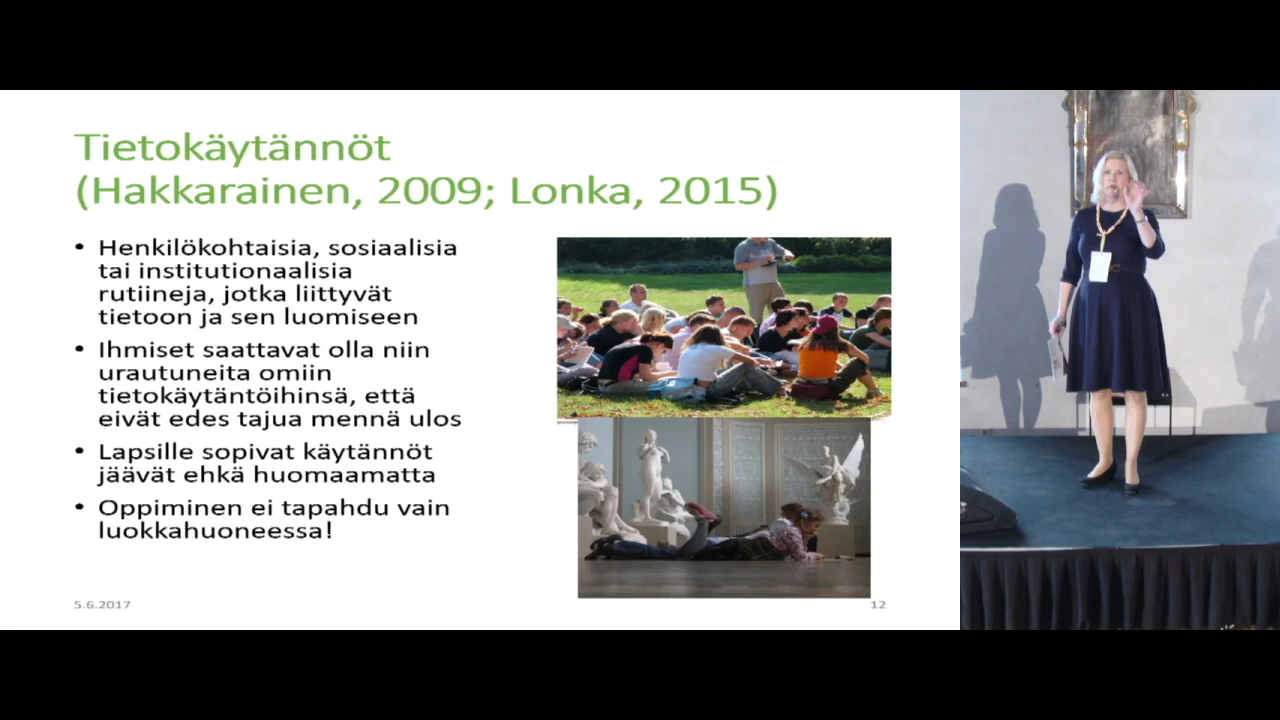 Tietokäytännöt
(Hakkarainen, 2009; Lonka, 2015)
• Henkilökohtaisia, sosiaalisia
tai institutionaalisia
rutiineja, jotka liittyvät
tietoon ja sen luomiseen
• Ihmiset saattavat olla niin
urautuneita omiin
tietokäytäntöihinsä, että
eivät edes tajua mennä ulos
• Lapsille sopivat käytännöt
jäävät ehkä huomaamatta
• Oppiminen ei tapahdu vain
luokkahuoneessa!
5.6.2017
12